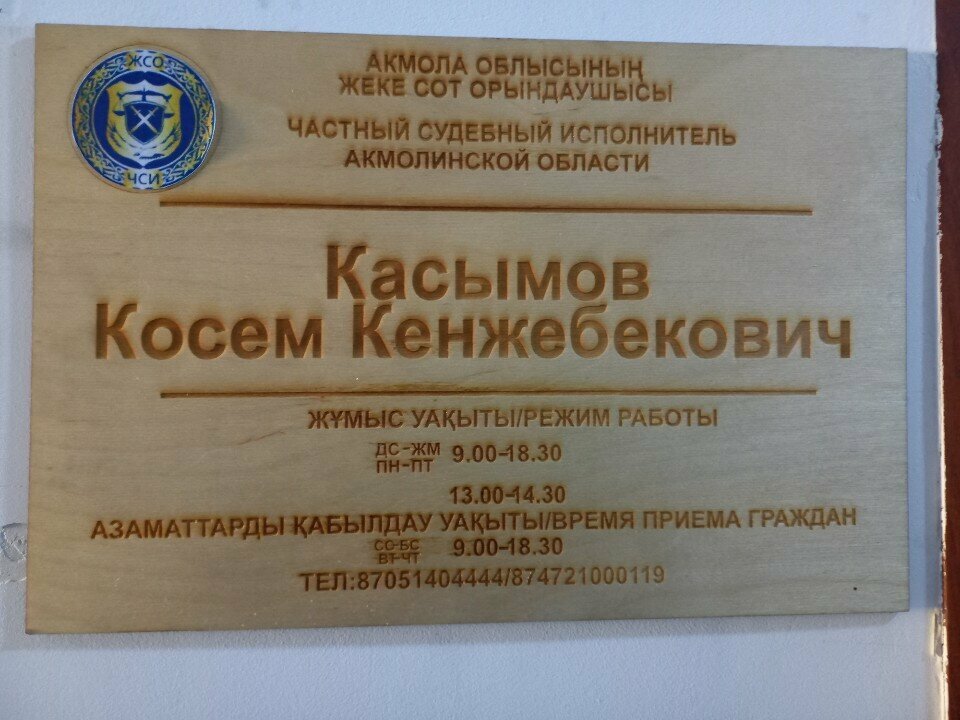 ЖСО
ЧСИ
АҚМОЛА ОБЛЫСЫНЫҢ
ЖЕКЕ СОТ ОРЫНДАУШЫСЫ
ЧАСТНЫЙ СУДЕБНЫЙ ИСПОЛНИТЕЛЬ
АКМОЛИНСКОЙ ОБЛАСТИ
Касымов
Косем Кенжебекович
ЖҰМЫС УАҚЫТЫ/РЕЖИМ РАБОТЫ
ДС-ЖМ 9.00-18.30
ПН-ПТ
13.00-14.30
АЗАМАТТАРДЫ ҚАБЫЛДАУ УАҚЫТЫ/ВРЕМЯ ПРИЕМА ГРАЖДАН
СС-БС 9.00-18.30
ВТ-ЧТ
ТЕЛ:87051404444/874721000119